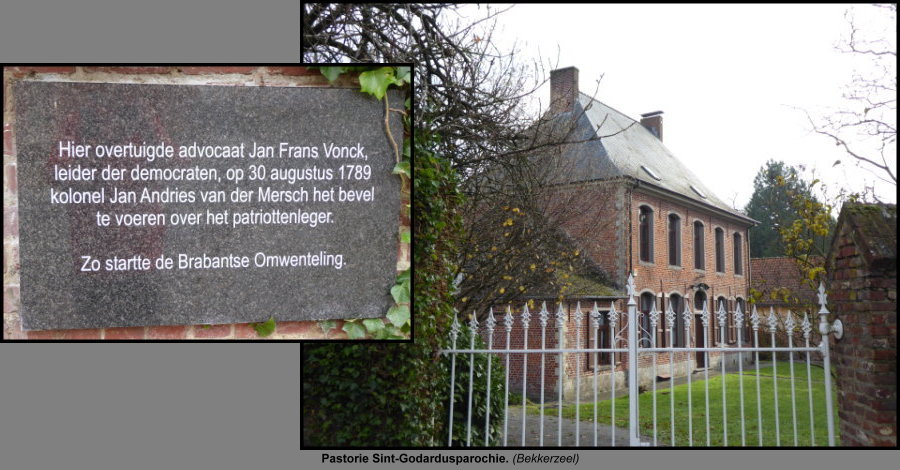 Hier overtuigde advocaat Jan Frans Vonck,
leider der democraten, op 30 augustus 1789
kolonel Jan Andries van der Mersch het bevel
te voeren over het patriottenleger.
Zo startte de Brabantse Omwenteling.
Pastorie Sint-Godardusparochie. (Bekkerzeel)